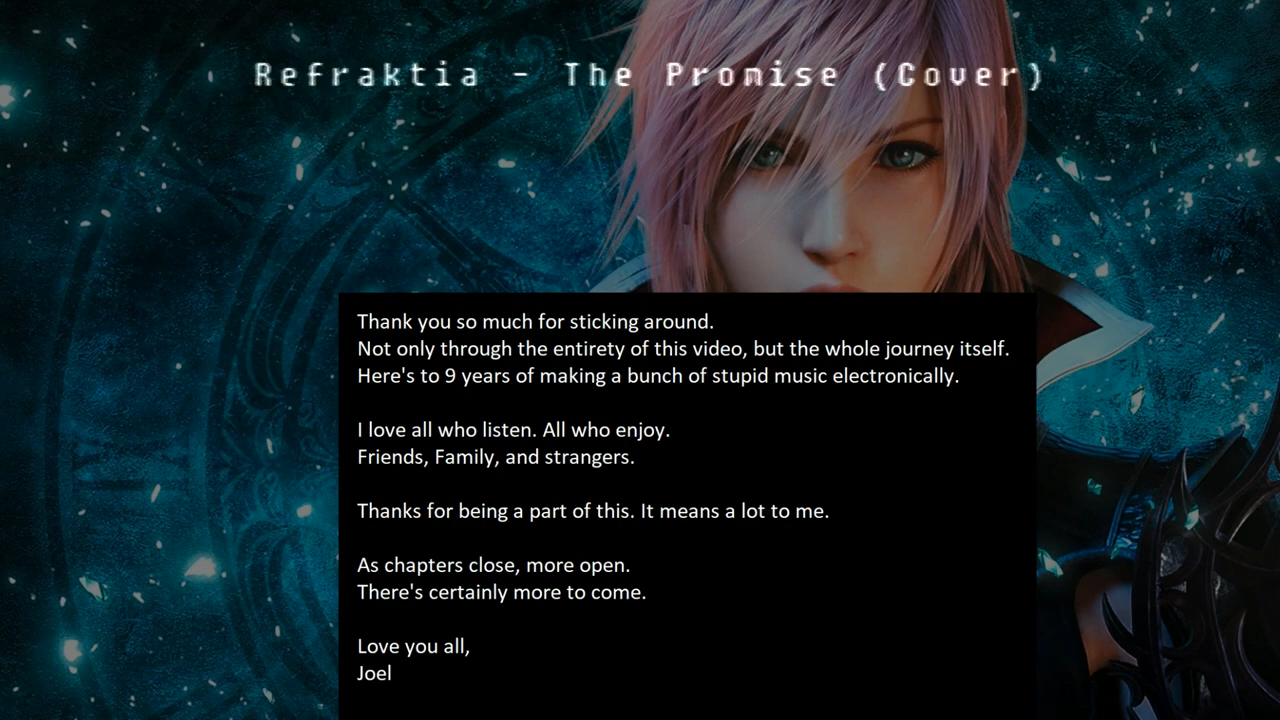 Refraktia - The Promise (Cover)
Thank you so much for sticking around.
Not only through the entirety of this video, but the whole journey itself.
Here's to 9 years of making a bunch of stupid music electronically.
I love all who listen. All who enjoy.
Friends, Family, and strangers.
Thanks for being a part of this. It means a lot to me.
As chapters close, more open.
There's certainly more to come.
Love you all,
Joel